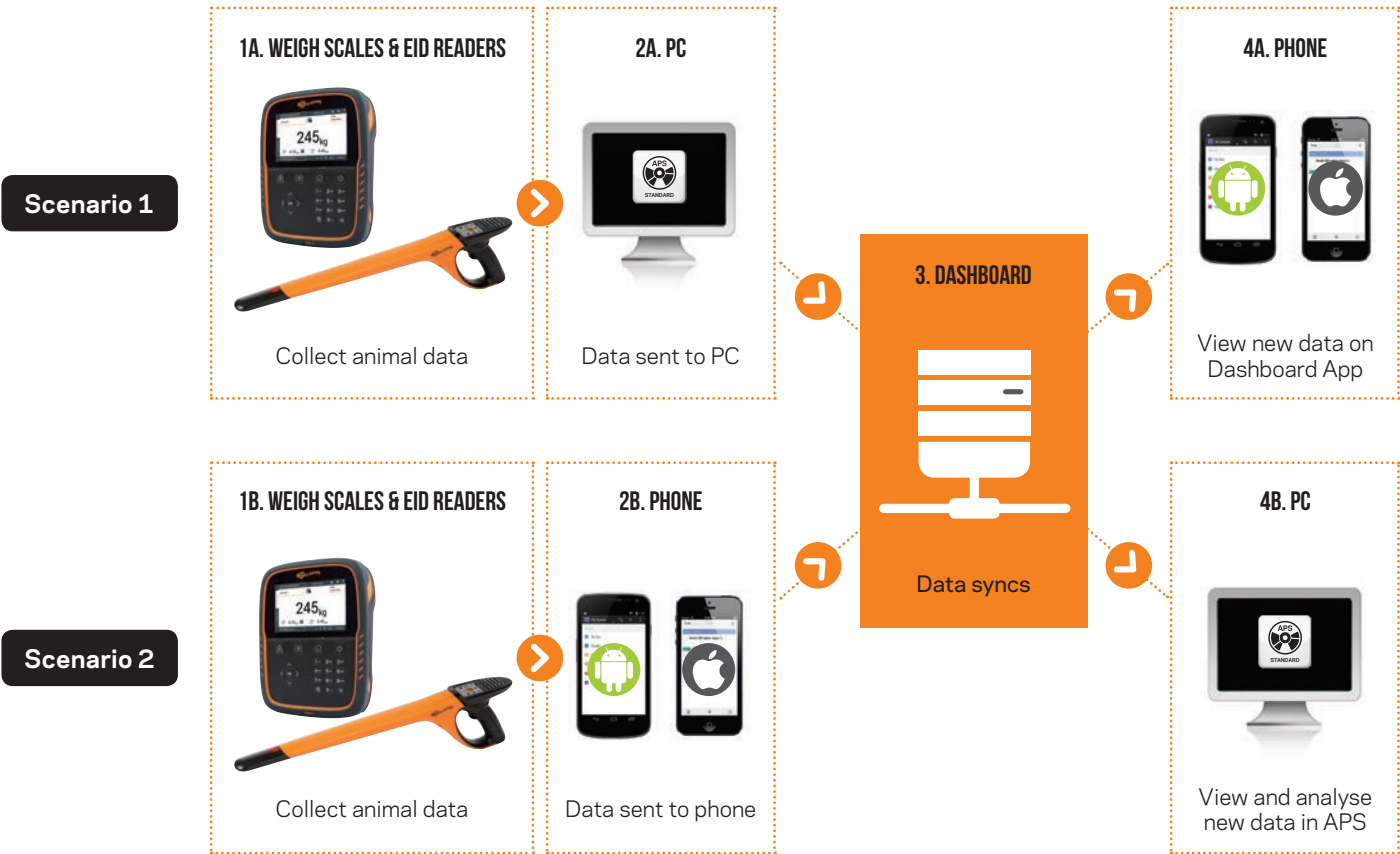 Scenario 1
1A. WEIGH SCALES & EID READERS
245kg
Collect animal data
2A. PC
APS
STANDARD
Data sent to PC
3. DASHBOARD
Data syncs
4A. PHONE
View new data on
Dashboard App
Scenario 2
1B. WEIGH SCALES & EID READERS
245kg
Collect animal data
2B. PHONE
Data sent to phone
4B. PC
APS
STANDARD
View and analyse
new data in APS